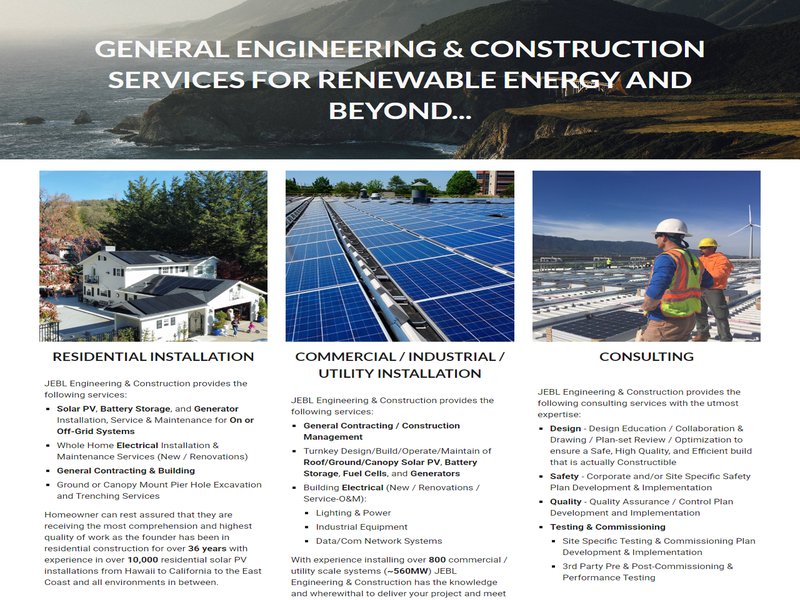 GENERAL ENGINEERING & CONSTRUCTION
SERVICES FOR RENEWABLE ENERGY AND
BEYOND...
RESIDENTIAL INSTALLATION
JEBL Engineering & Construction provides the
following services:
Solar PV, Battery Storage, and Generator
Installation, Service & Maintenance for On or
Off-Grid Systems
Whole Home Electrical Installation &
Maintenance Services (New / Renovations)
General Contracting & Building
Ground or Canopy Mount Pier Hole Excavation
and Trenching Services
Homeowner can rest assured that they are
receiving the most comprehension and highest
quality of work as the founder has been in
residential construction for over 36 years with
experience in over 10,000 residential solar PV
installations from Hawaii to California to the East
Coast and all environments in between.
COMMERCIAL / INDUSTRIAL /
UTILITY INSTALLATION
JEBL Engineering & Construction provides the
following services:
General Contracting / Construction
Management
Turnkey Design/Build/Operate/Maintain of
Roof/Ground/Canopy Solar PV, Battery
Storage, Fuel Cells, and Generators
Building Electrical (New / Renovations /
Service-O&M):
Lighting & Power
Industrial Equipment
Data/Com Network Systems
With experience installing over 800 commercial /
utility scale systems (~560MW) JEBL
Engineering & Construction has the knowledge
and wherewithal to deliver your project and meet
CONSULTING
JEBL Engineering & Construction provides the
following consulting services with the utmost
expertise:
Design - Design Education / Collaboration &
Drawing / Plan-set Review / Optimization to
ensure a Safe, High Quality, and Efficient build
that is actually Constructible
Safety - Corporate and/or Site Specific Safety
Plan Development & Implementation
Quality - Quality Assurance / Control Plan
Development and Implementation
Testing & Commissioning
Site Specific Testing & Commissioning Plan
Development & Implementation
3rd Party Pre & Post-Commissioning &
Performance Testing